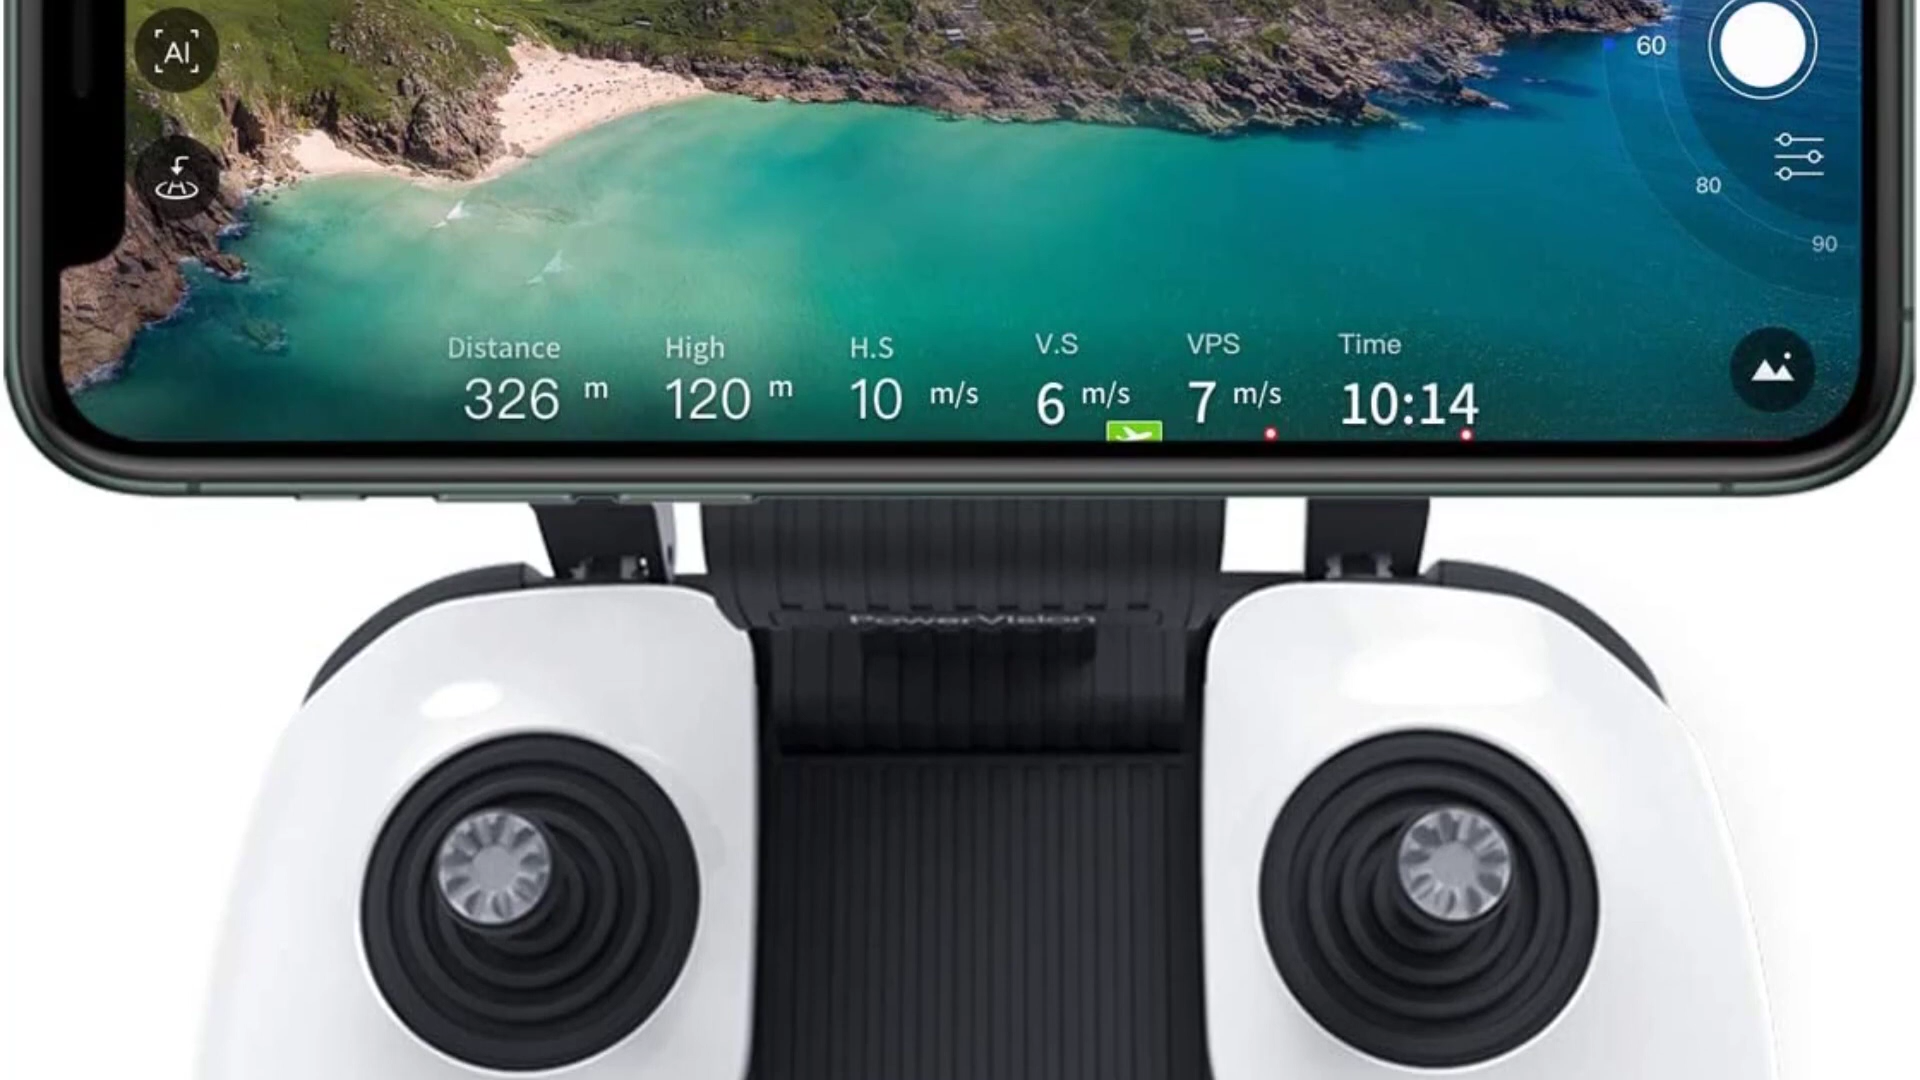 AI
60
80
90
Distance High H.S V.S VPS Time
326 m 120 m 10 m/s 6 m/s 7 m/s 10:14
PowerVision